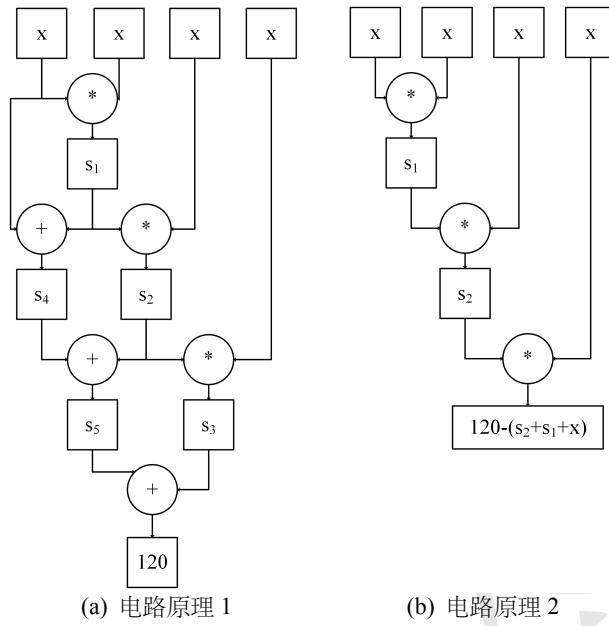 x x x x
*
s₁
+ *
s₄ s₂
+ *
s₅ s₃
+
120
(a) 电路原理 1
x x x x
*
s₁
*
s₂
*
120-(s₂+s₁+x)
(b) 电路原理 2